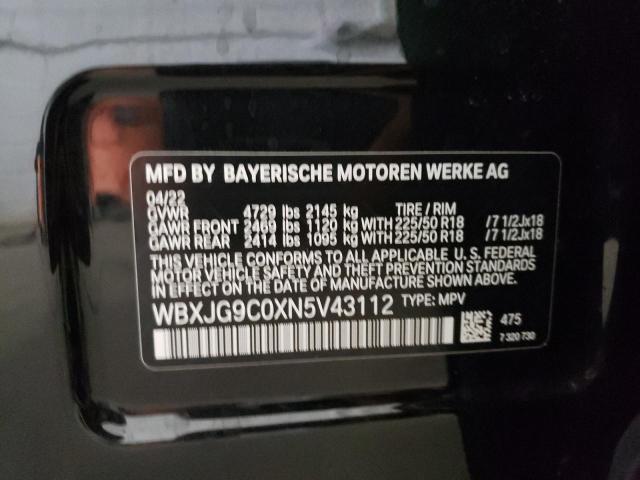 MFD BY BAYERISCHE MOTOREN WERKE AG
04/22
GVWR 4729 lbs 2145 kg TIRE / RIM
GAWR FRONT 2469 lbs 1120 kg WITH 225/50 R18 /7 1/2Jx18
GAWR REAR 2414 lbs 1095 kg WITH 225/50 R18 /7 1/2Jx18
THIS VEHICLE CONFORMS TO ALL APPLICABLE U. S. FEDERAL
MOTOR VEHICLE SAFETY AND THEFT PREVENTION STANDARDS
IN EFFECT ON THE DATE OF MANUFACTURE SHOWN ABOVE.
WBXJG9C0XN5V43112 TYPE: MPV
475
7 320 730